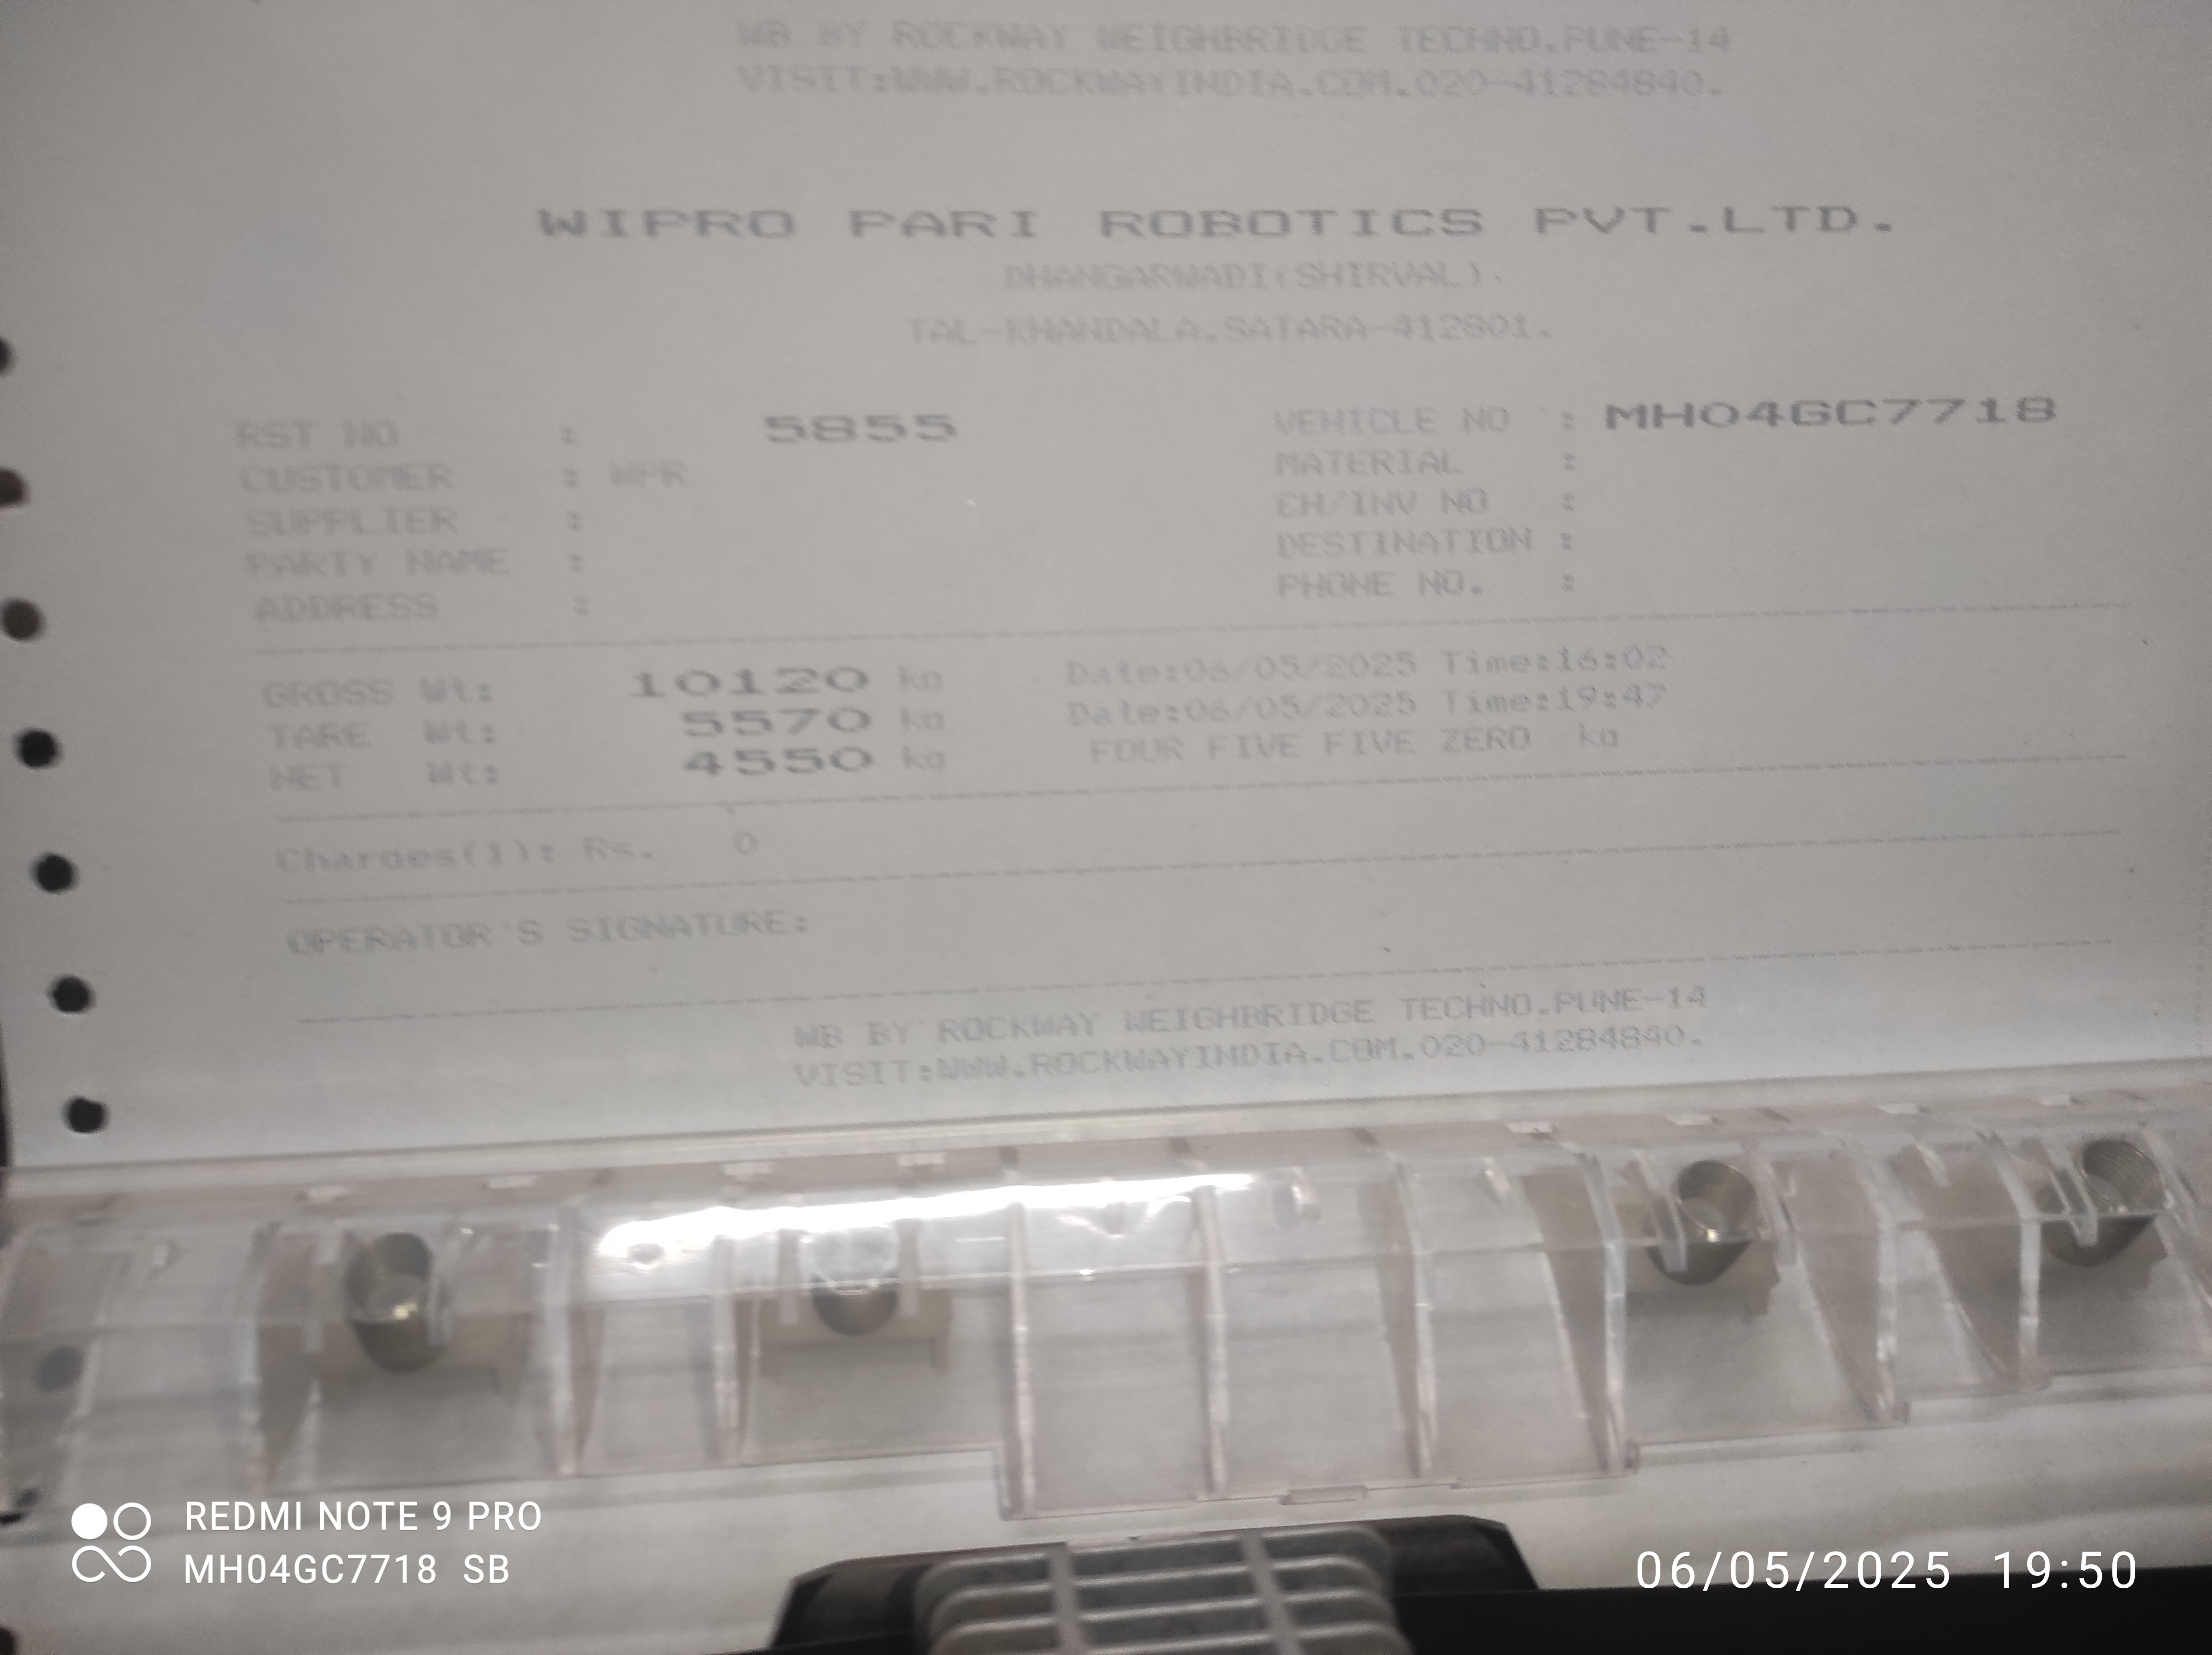 WB BY ROCKWAY WEIGHBRIDGE TECHNO.PUNE-14
VISIT:WWW.ROCKWAYINDIA.COM.020-41284840.
WIPRO PARI ROBOTICS PVT.LTD.
DHANGARWADI(SHIRVAL).
TAL-KHANDALA.SATARA-412801.
RST NO : 5855 VEHICLE NO : MH04GC7718
CUSTOMER : WPR MATERIAL :
SUPPLIER : CH/INV NO :
PARTY NAME : DESTINATION :
ADDRESS : PHONE NO. :
GROSS Wt: 10120 kg Date:06/05/2025 Time:16:02
TARE Wt: 5570 kg Date:06/05/2025 Time:19:47
NET Wt: 4550 kg FOUR FIVE FIVE ZERO kg
Charges(1): Rs. 0
OPERATOR'S SIGNATURE:
WB BY ROCKWAY WEIGHBRIDGE TECHNO.PUNE-14
VISIT:WWW.ROCKWAYINDIA.COM.020-41284840.
REDMI NOTE 9 PRO
MH04GC7718 SB
06/05/2025 19:50